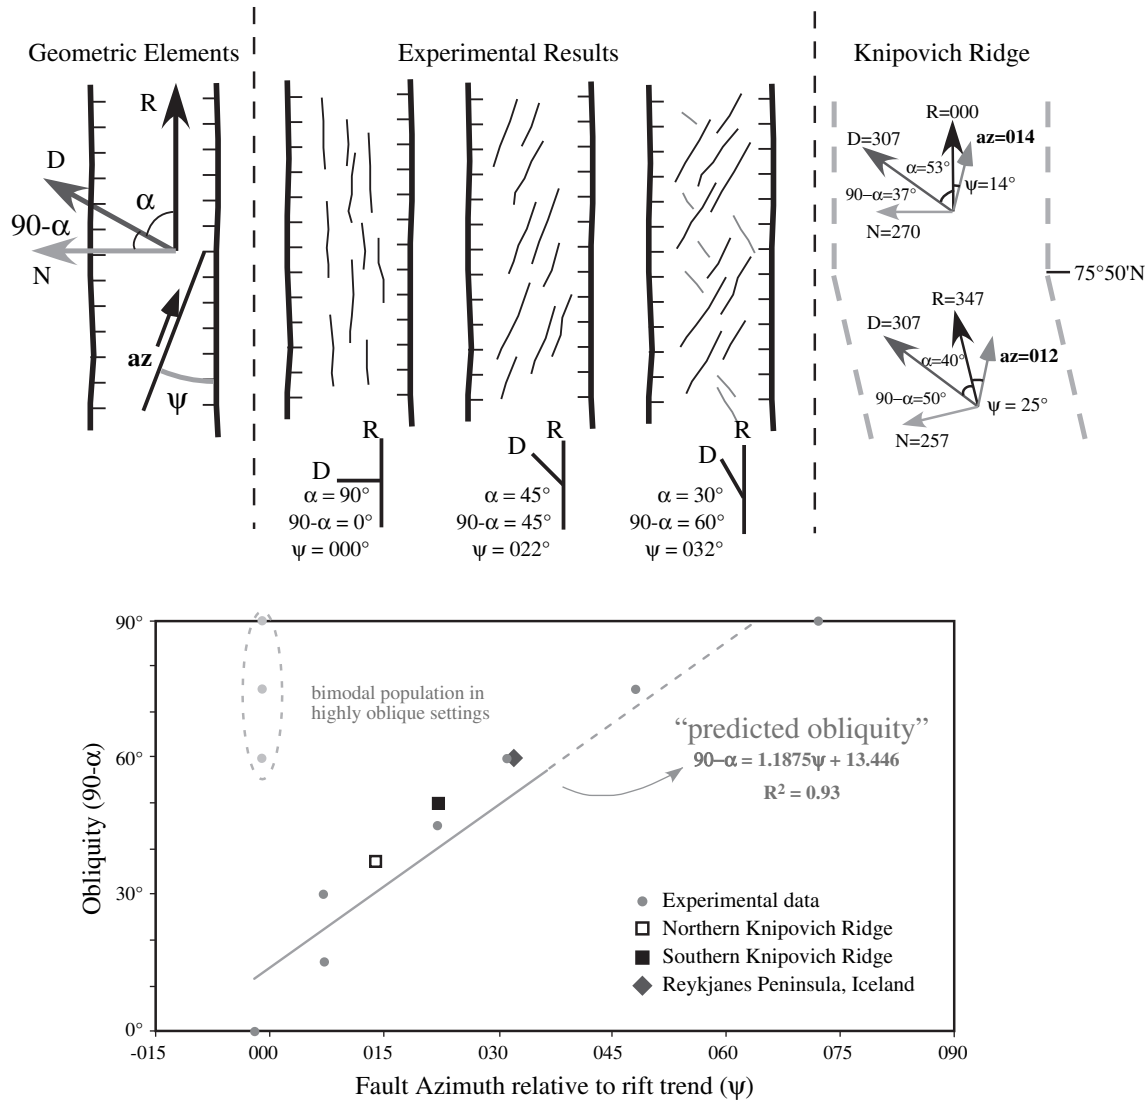 Geometric Elements
Experimental Results
Knipovich Ridge
R
D
α
90-α
N
az
ψ
R
D
α = 90°
90-α = 0°
ψ = 000°
R
D
α = 45°
90-α = 45°
ψ = 022°
R
D
α = 30°
90-α = 60°
ψ = 032°
R=000
D=307
az=014
α=53°
ψ=14°
90−α=37°
N=270
75°50'N
R=347
D=307
az=012
α=40°
90−α=50°
ψ = 25°
N=257
90°
60°
30°
0°
Obliquity (90-α)
bimodal population in
highly oblique settings
“predicted obliquity”
90−α = 1.1875ψ + 13.446
R² = 0.93
Experimental data
Northern Knipovich Ridge
Southern Knipovich Ridge
Reykjanes Peninsula, Iceland
-015 000 015 030 045 060 075 090
Fault Azimuth relative to rift trend (ψ)